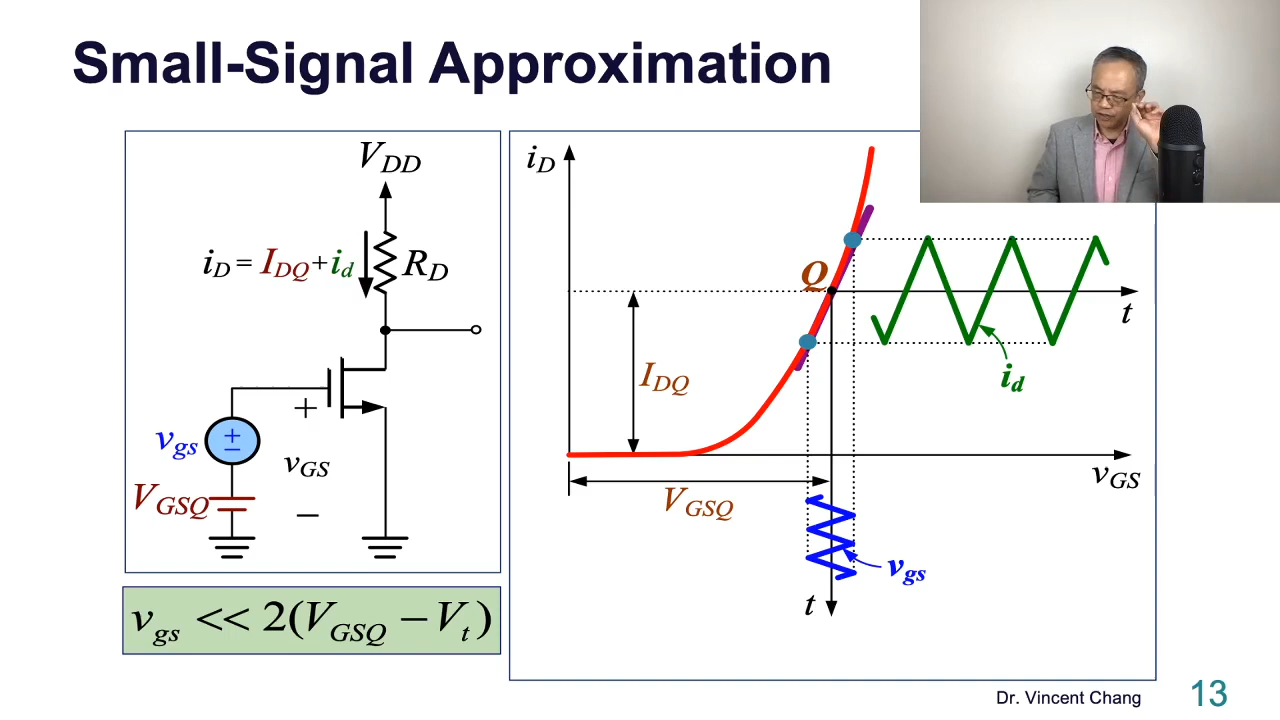 Small-Signal Approximation
V_DD
i_D = I_DQ + i_d
R_D
+
v_gs
+
−
v_GS
V_GSQ
−
v_gs << 2(V_GSQ − V_t)
i_D
Q
t
I_DQ
i_d
v_GS
V_GSQ
v_gs
t
Dr. Vincent Chang
13